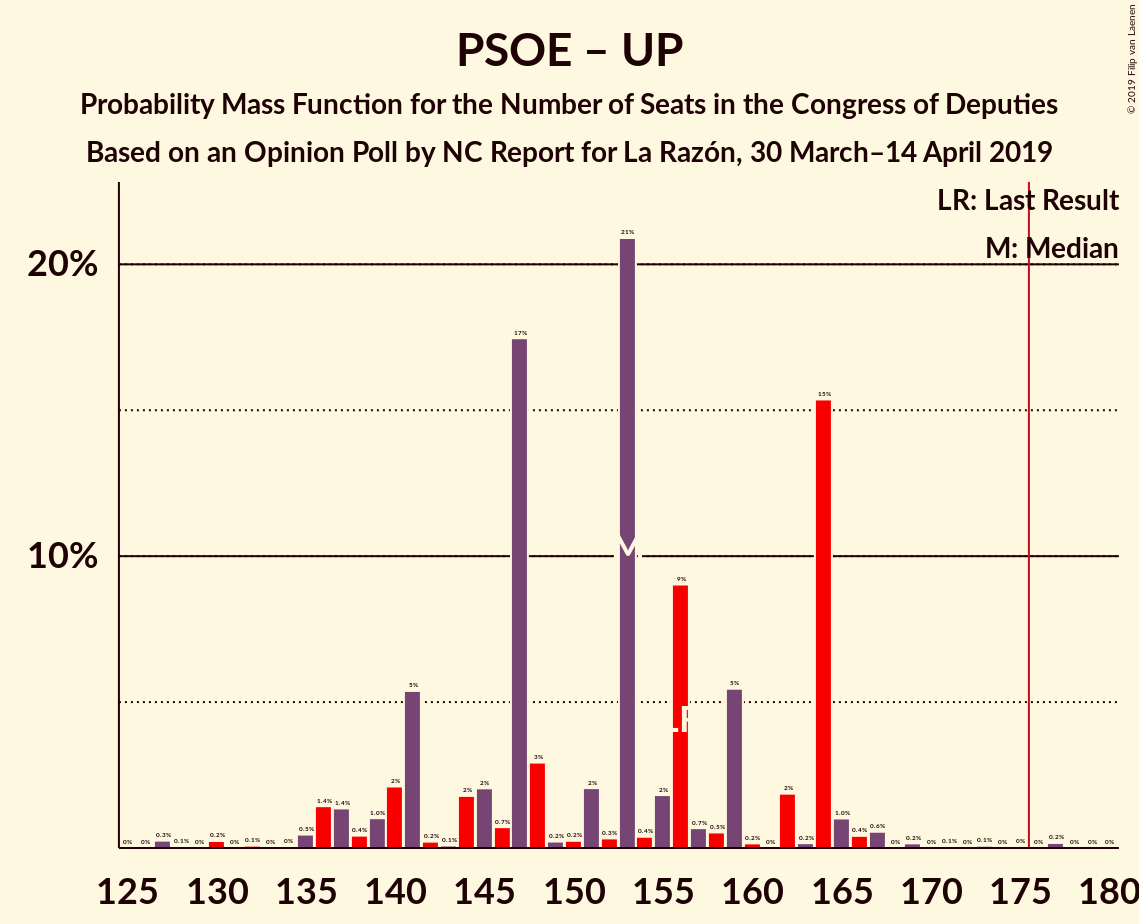 © 2019 Filip van Laenen
PSOE – UP
Probability Mass Function for the Number of Seats in the Congress of Deputies
Based on an Opinion Poll by NC Report for La Razón, 30 March–14 April 2019
LR: Last Result
M: Median
20%
10%
0% 0% 0.3% 0.1% 0% 0.2% 0% 0.1% 0% 0% 0.5% 1.4% 1.4% 0.4% 1.0% 2% 5% 0.2% 0.1% 2% 2% 0.7% 17% 3% 0.2% 0.2% 2% 0.3% 21% 0.4% 2% 9% 0.7% 0.5% 5% 0.2% 0% 2% 0.2% 15% 1.0% 0.4% 0.6% 0% 0.2% 0% 0.1% 0% 0.1% 0% 0% 0% 0.2% 0% 0% 0%
M
LR
125 130 135 140 145 150 155 160 165 170 175 180